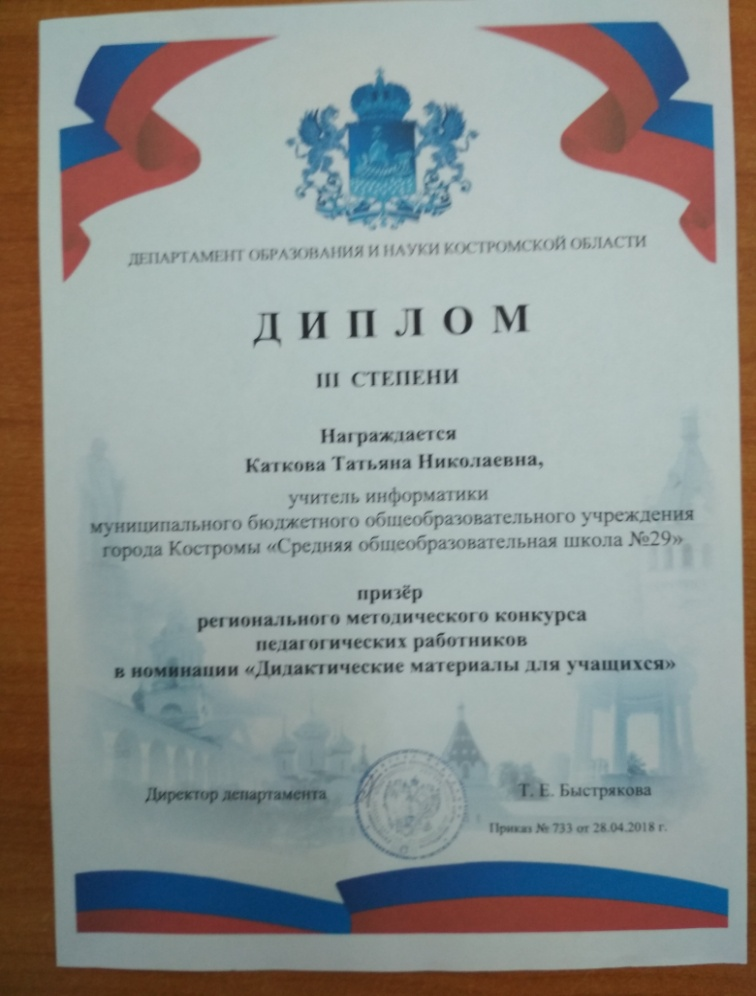 ДЕПАРТАМЕНТ ОБРАЗОВАНИЯ И НАУКИ КОСТРОМСКОЙ ОБЛАСТИ
ДИПЛОМ
III СТЕПЕНИ
Награждается
Каткова Татьяна Николаевна,
учитель информатики
муниципального бюджетного общеобразовательного учреждения
города Костромы «Средняя общеобразовательная школа №29»
призёр
регионального методического конкурса
педагогических работников
в номинации «Дидактические материалы для учащихся»
Директор департамента
Т. Е. Быстрякова
Приказ № 733 от 28.04.2018 г.